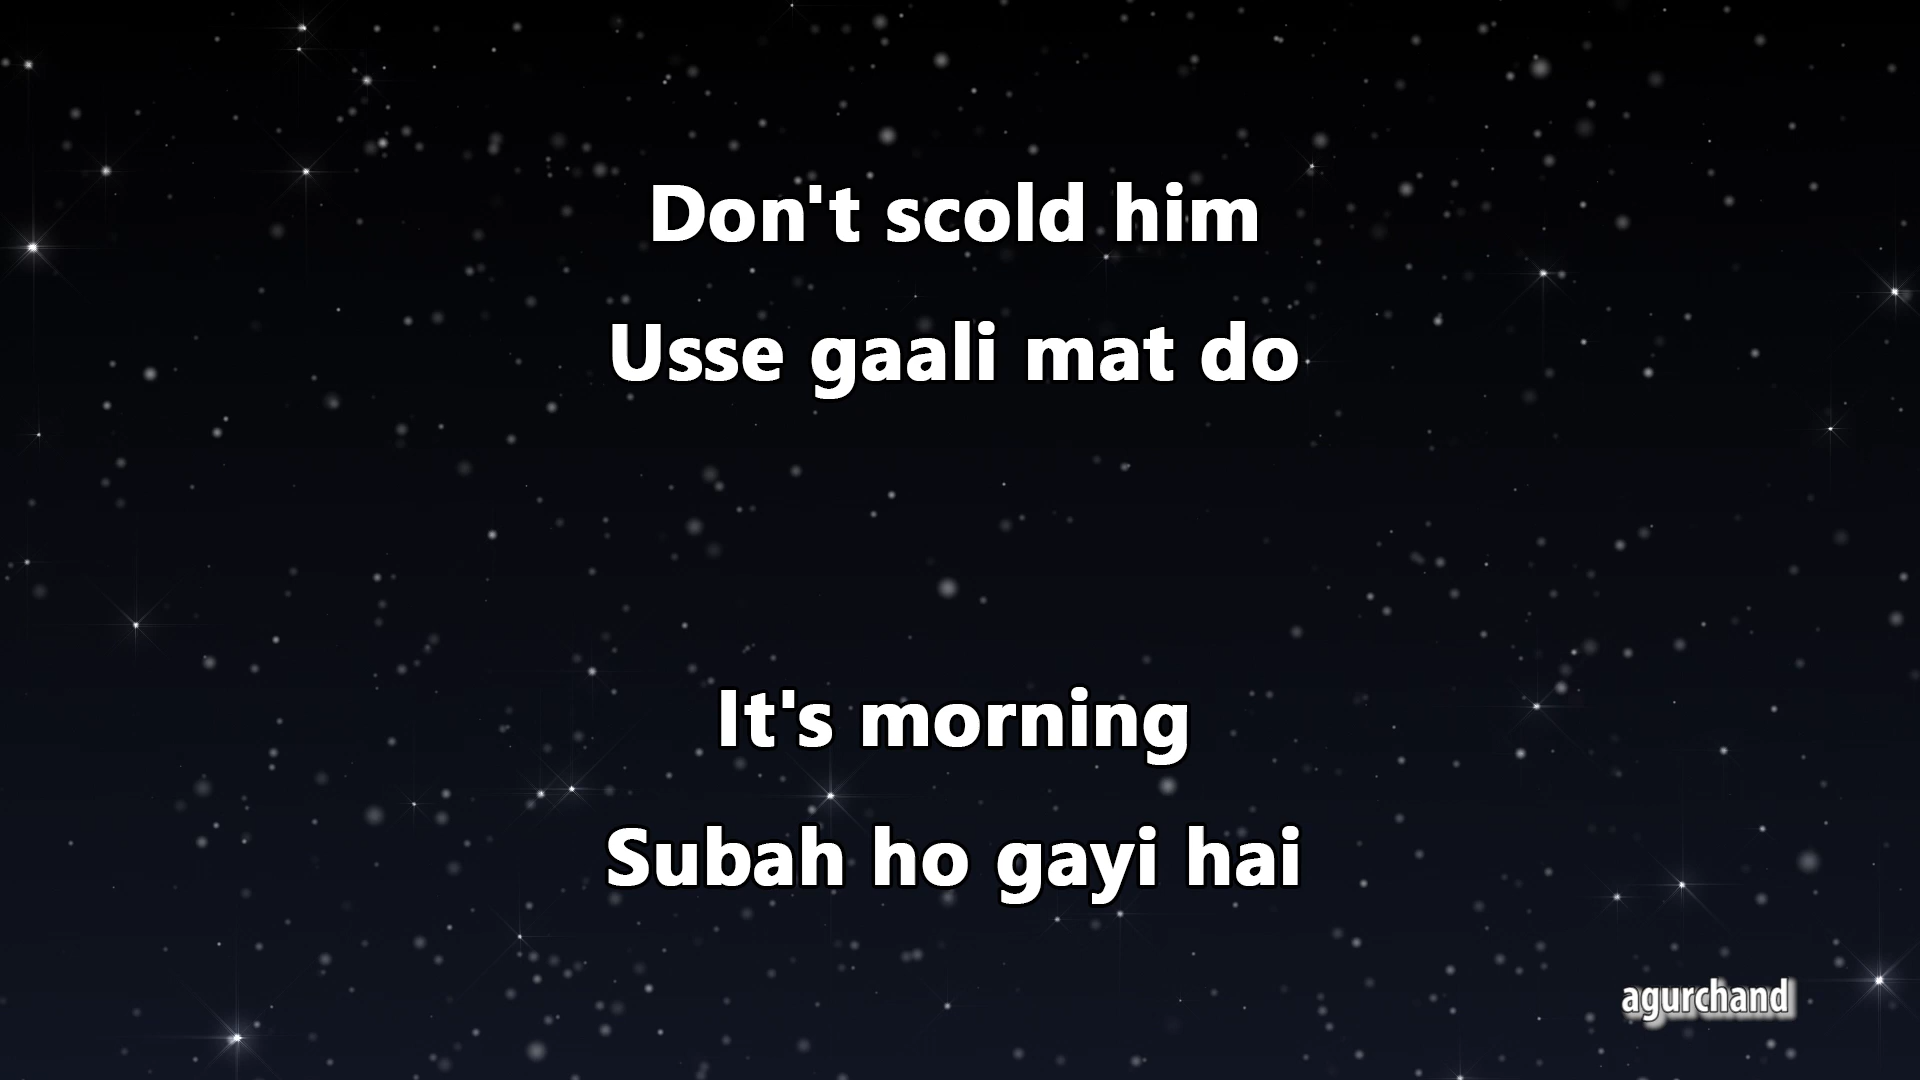 Don't scold him
Usse gaali mat do
It's morning
Subah ho gayi hai
agurchand